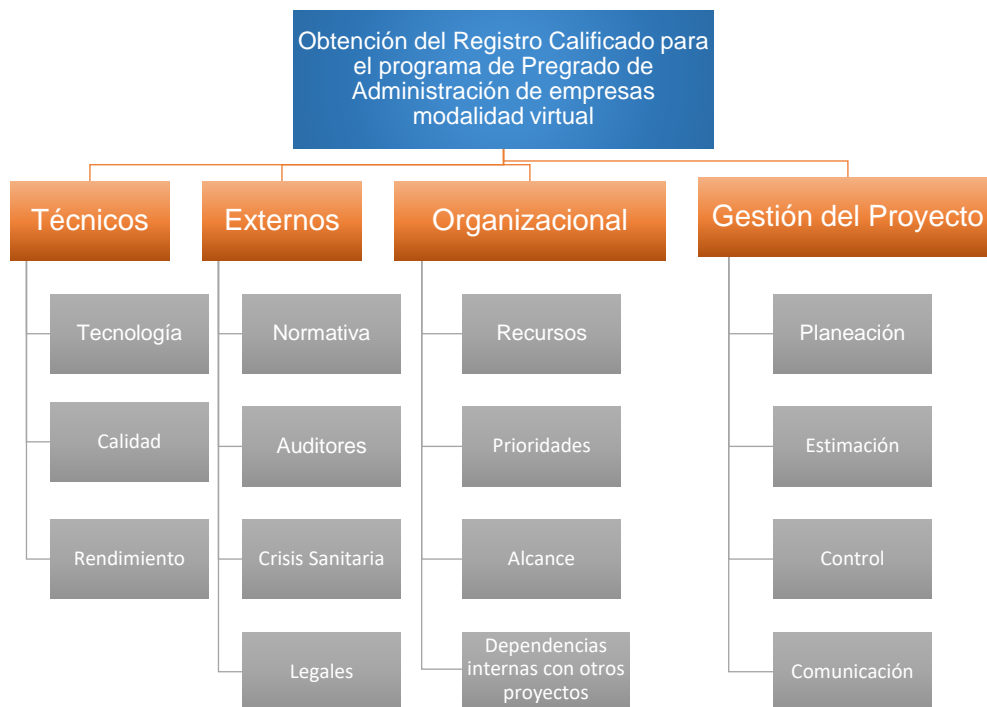 Obtención del Registro Calificado para
el programa de Pregrado de
Administración de empresas
modalidad virtual
Técnicos
Externos
Organizacional
Gestión del Proyecto
Tecnología
Calidad
Rendimiento
Normativa
Auditores
Crisis Sanitaria
Legales
Recursos
Prioridades
Alcance
Dependencias
internas con otros
proyectos
Planeación
Estimación
Control
Comunicación